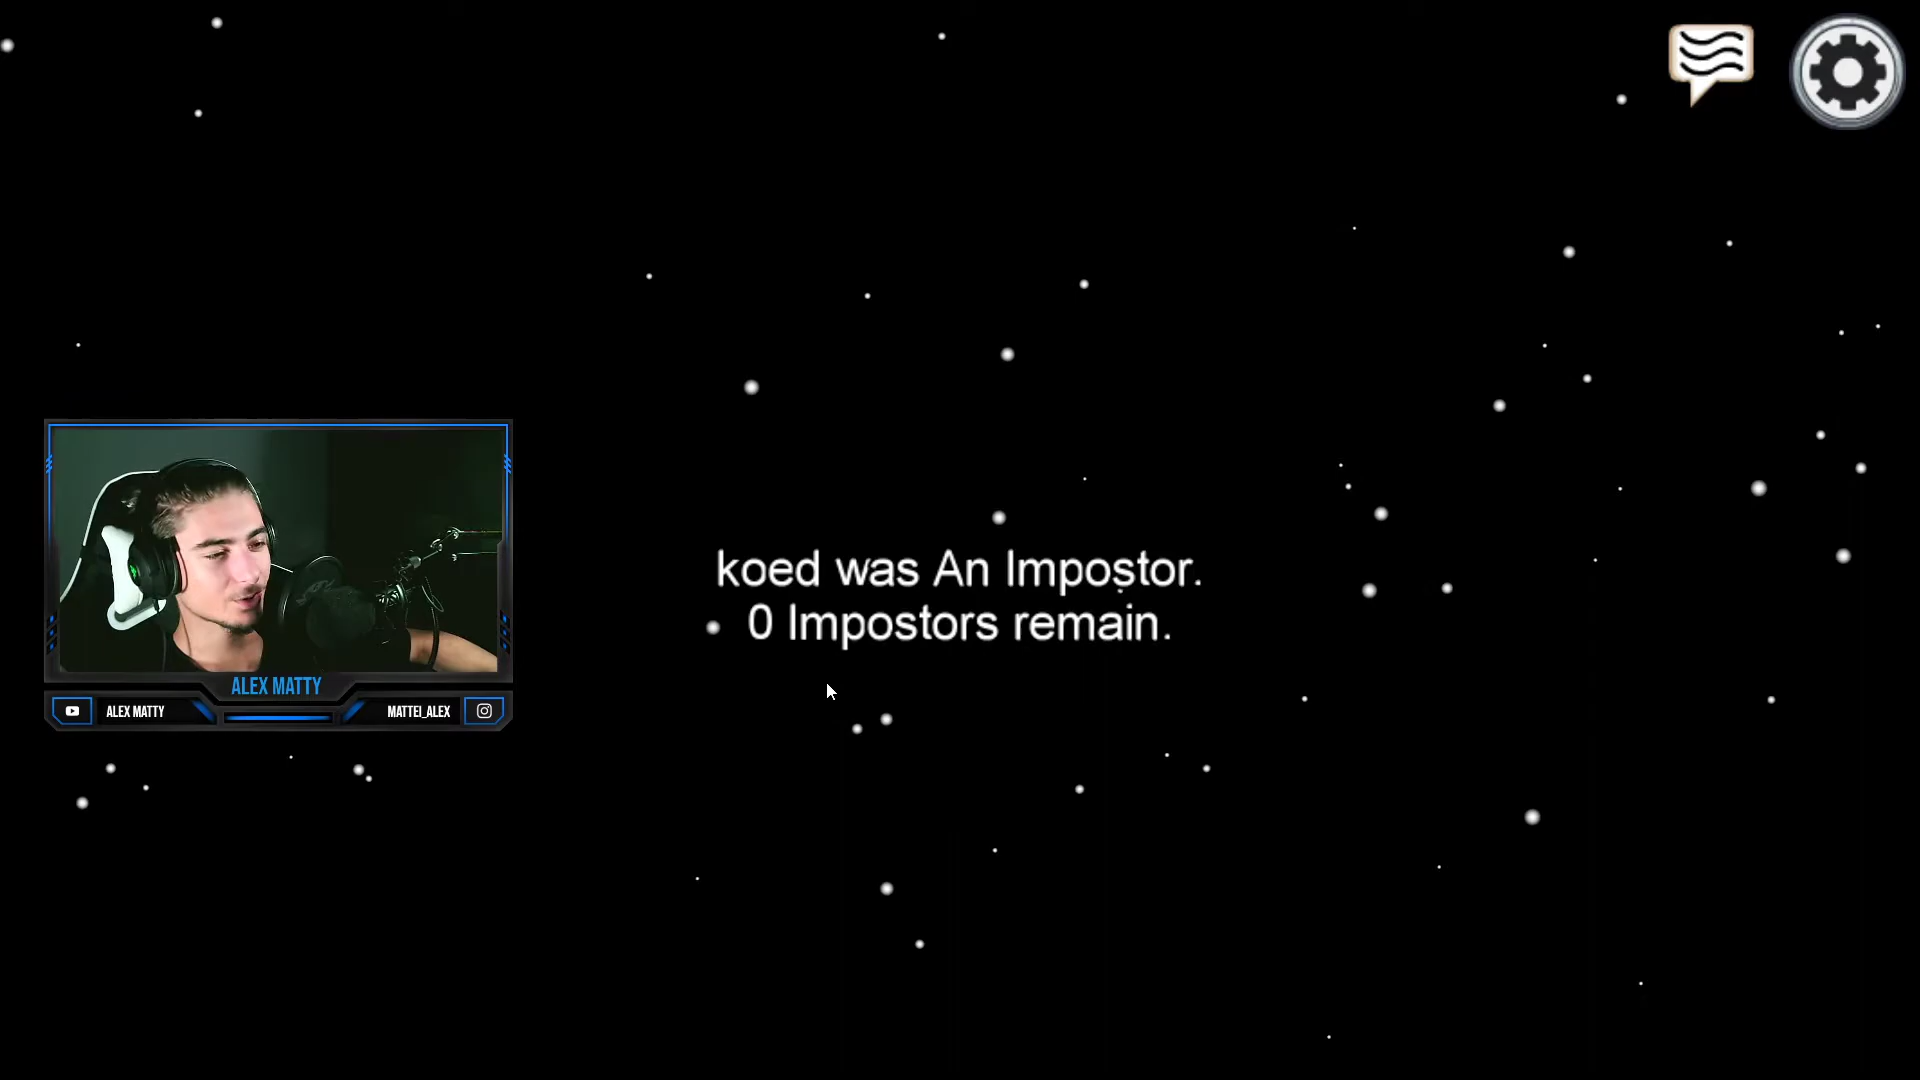 koed was An Impostor.
0 Impostors remain.
ALEX MATTY
ALEX MATTY
MATTEI_ALEX